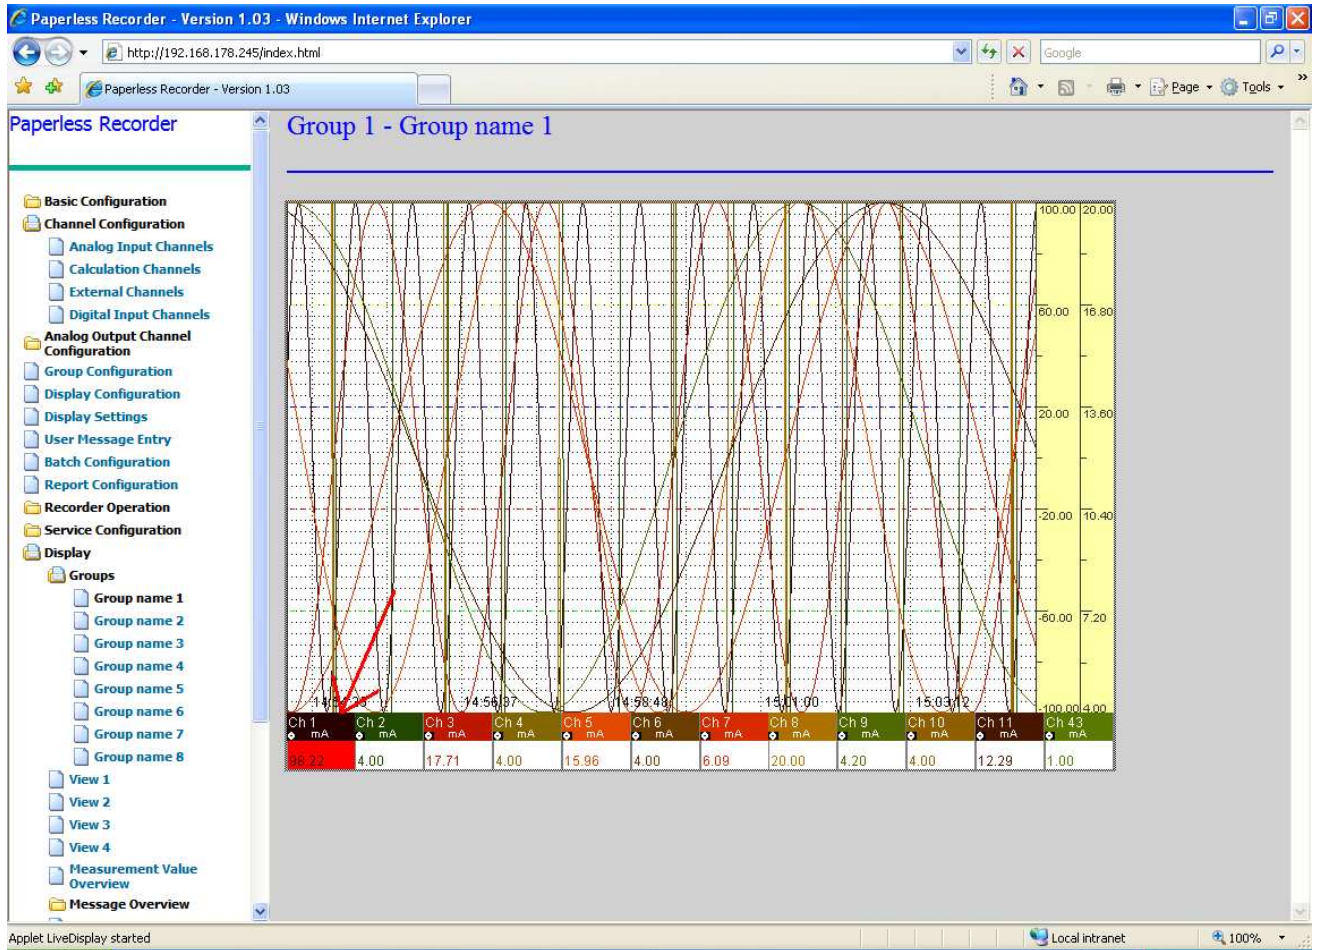 Paperless Recorder - Version 1.03 - Windows Internet Explorer
http://192.168.178.245/index.html
Google
Paperless Recorder - Version 1.03
Page
Tools
»
Paperless Recorder
Basic Configuration
Channel Configuration
Analog Input Channels
Calculation Channels
External Channels
Digital Input Channels
Analog Output Channel
Configuration
Group Configuration
Display Configuration
Display Settings
User Message Entry
Batch Configuration
Report Configuration
Recorder Operation
Service Configuration
Display
Groups
Group name 1
Group name 2
Group name 3
Group name 4
Group name 5
Group name 6
Group name 7
Group name 8
View 1
View 2
View 3
View 4
Measurement Value
Overview
Message Overview
Group 1 - Group name 1
100.00 20.00
60.00 16.80
20.00 13.60
-20.00 10.40
-60.00 7.20
-100.00 4.00
14:56:37 14:58:48 15:01:00 15:03:12
Ch 1 Ch 2 Ch 3 Ch 4 Ch 5 Ch 6 Ch 7 Ch 8 Ch 9 Ch 10 Ch 11 Ch 43
mA mA mA mA mA mA mA mA mA mA mA mA
98.22 4.00 17.71 4.00 15.96 4.00 6.09 20.00 4.20 4.00 12.29 1.00
Applet LiveDisplay started
Local intranet
100%